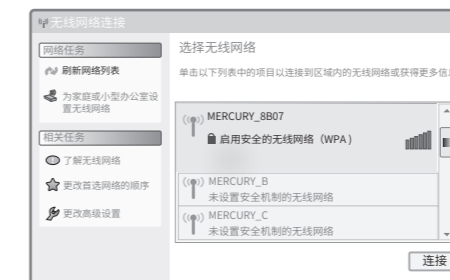 无线网络连接
网络任务
刷新网络列表
为家庭或小型办公室设
置无线网络
相关任务
了解无线网络
更改首选网络的顺序
更改高级设置
选择无线网络
单击以下列表中的项目以连接到区域内的无线网络或获得更多信
MERCURY_8B07
启用安全的无线网络（WPA）
MERCURY_B
未设置安全机制的无线网络
MERCURY_C
未设置安全机制的无线网络
连接